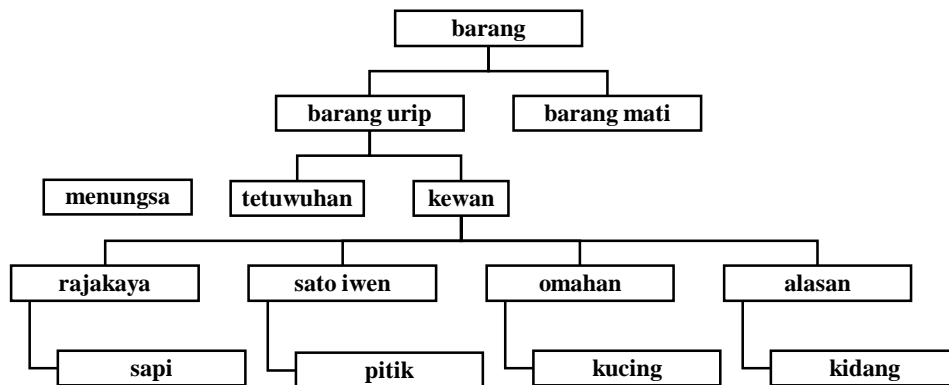 barang
barang urip
barang mati
menungsa
tetuwuhan
kewan
rajakaya
sato iwen
omahan
alasan
sapi
pitik
kucing
kidang